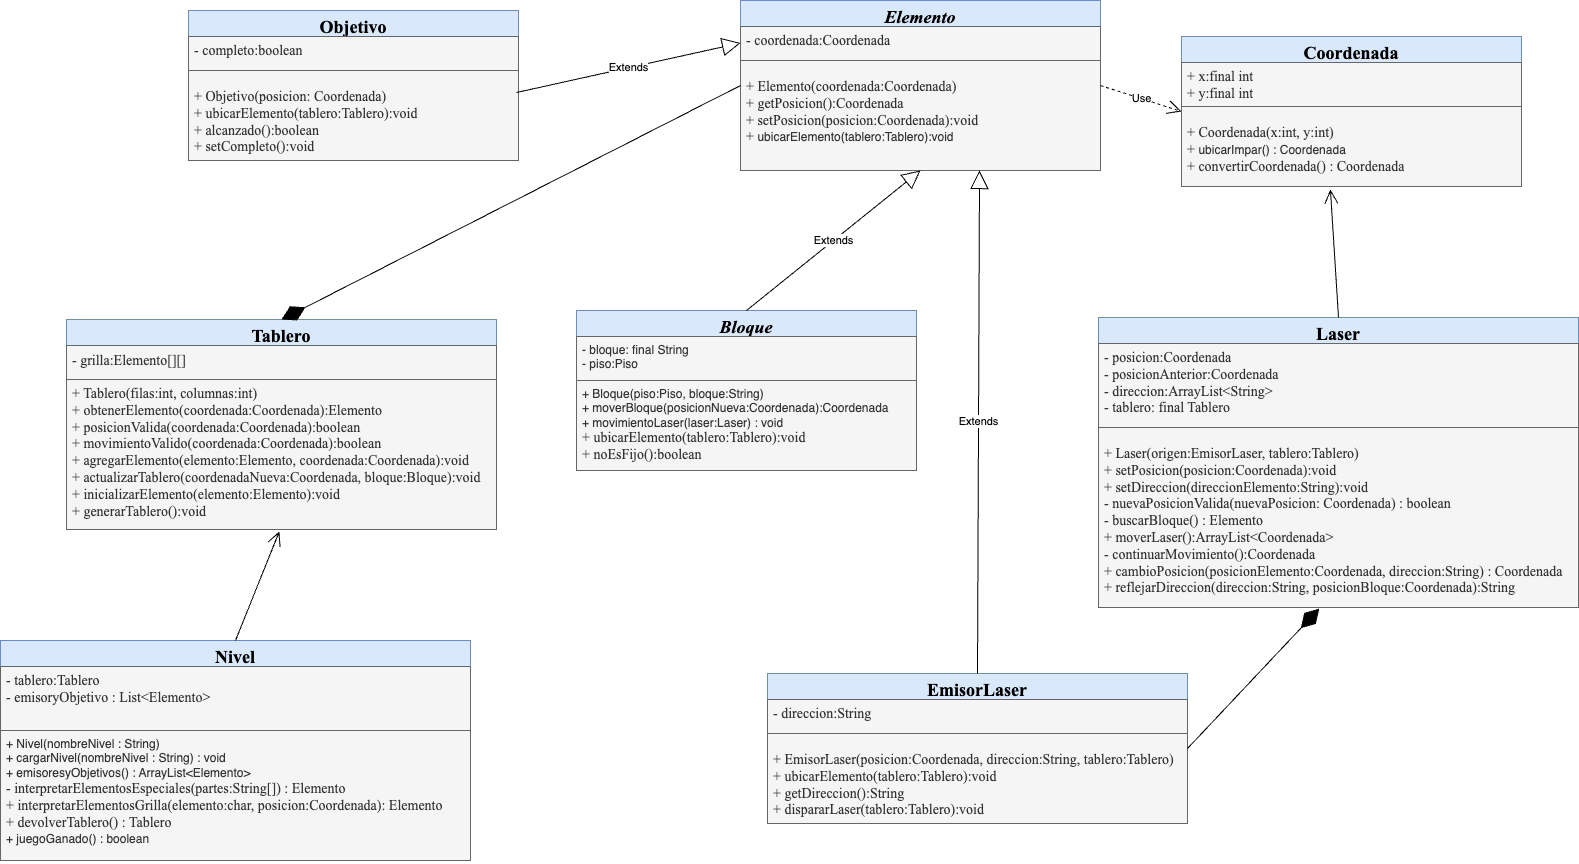 Objetivo
- completo:boolean
+ Objetivo(posicion: Coordenada)
+ ubicarElemento(tablero:Tablero):void
+ alcanzado():boolean
+ setCompleto():void
Extends
Elemento
- coordenada:Coordenada
+ Elemento(coordenada:Coordenada)
+ getPosicion():Coordenada
+ setPosicion(posicion:Coordenada):void
+ ubicarElemento(tablero:Tablero):void
Use
Coordenada
+ x:final int
+ y:final int
+ Coordenada(x:int, y:int)
+ ubicarImpar() : Coordenada
+ convertirCoordenada() : Coordenada
Extends
Tablero
- grilla:Elemento[][]
+ Tablero(filas:int, columnas:int)
+ obtenerElemento(coordenada:Coordenada):Elemento
+ posicionValida(coordenada:Coordenada):boolean
+ movimientoValido(coordenada:Coordenada):boolean
+ agregarElemento(elemento:Elemento, coordenada:Coordenada):void
+ actualizarTablero(coordenadaNueva:Coordenada, bloque:Bloque):void
+ inicializarElemento(elemento:Elemento):void
+ generarTablero():void
Bloque
- bloque: final String
- piso:Piso
+ Bloque(piso:Piso, bloque:String)
+ moverBloque(posicionNueva:Coordenada):Coordenada
+ movimientoLaser(laser:Laser) : void
+ ubicarElemento(tablero:Tablero):void
+ noEsFijo():boolean
Extends
Laser
- posicion:Coordenada
- posicionAnterior:Coordenada
- direccion:ArrayList<String>
- tablero: final Tablero
+ Laser(origen:EmisorLaser, tablero:Tablero)
+ setPosicion(posicion:Coordenada):void
+ setDireccion(direccionElemento:String):void
- nuevaPosicionValida(nuevaPosicion: Coordenada) : boolean
- buscarBloque() : Elemento
+ moverLaser():ArrayList<Coordenada>
- continuarMovimiento():Coordenada
+ cambioPosicion(posicionElemento:Coordenada, direccion:String) : Coordenada
+ reflejarDireccion(direccion:String, posicionBloque:Coordenada):String
Nivel
- tablero:Tablero
- emisoryObjetivo : List<Elemento>
+ Nivel(nombreNivel : String)
+ cargarNivel(nombreNivel : String) : void
+ emisoresyObjetivos() : ArrayList<Elemento>
- interpretarElementosEspeciales(partes:String[]) : Elemento
+ interpretarElementosGrilla(elemento:char, posicion:Coordenada): Elemento
+ devolverTablero() : Tablero
+ juegoGanado() : boolean
EmisorLaser
- direccion:String
+ EmisorLaser(posicion:Coordenada, direccion:String, tablero:Tablero)
+ ubicarElemento(tablero:Tablero):void
+ getDireccion():String
+ dispararLaser(tablero:Tablero):void